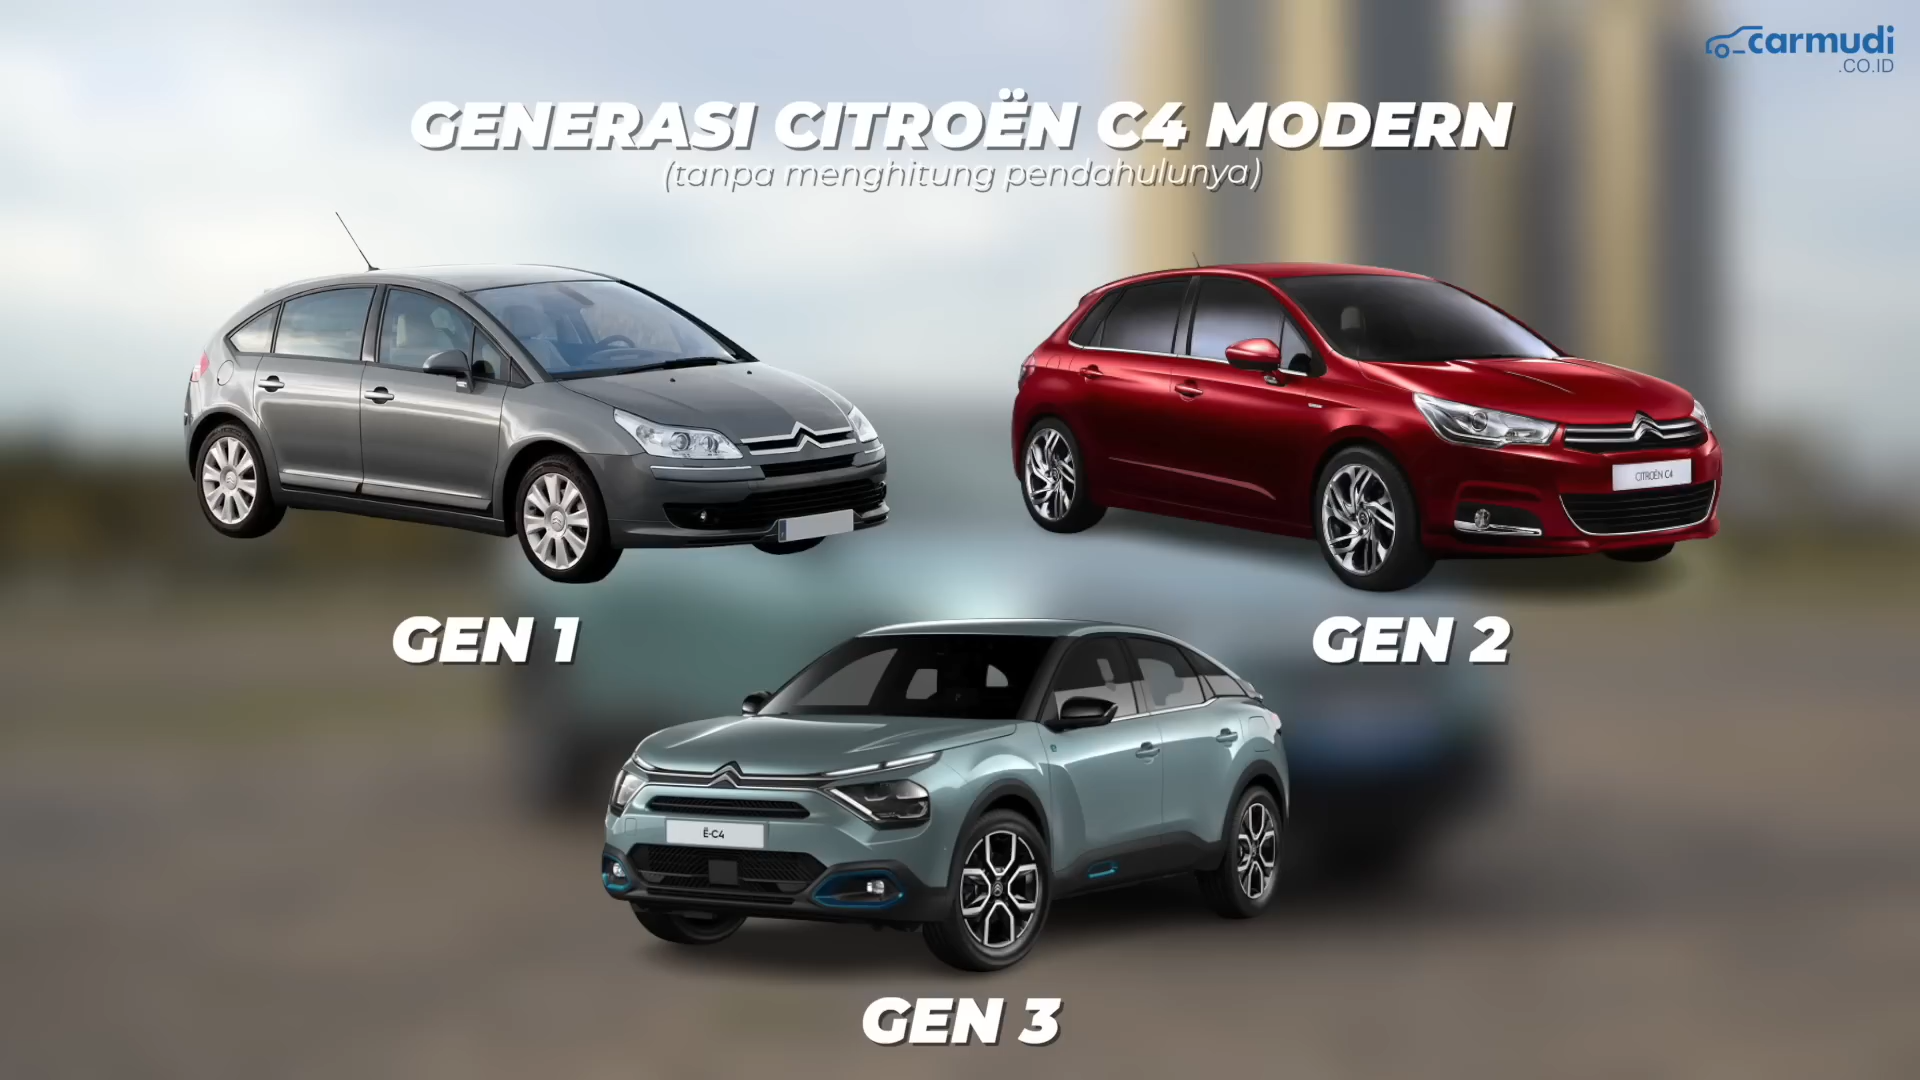 carmudi
.CO.ID
GENERASI CITROËN C4 MODERN
(tanpa menghitung pendahulunya)
CITROËN C4
GEN 1
GEN 2
Ë-C4
GEN 3